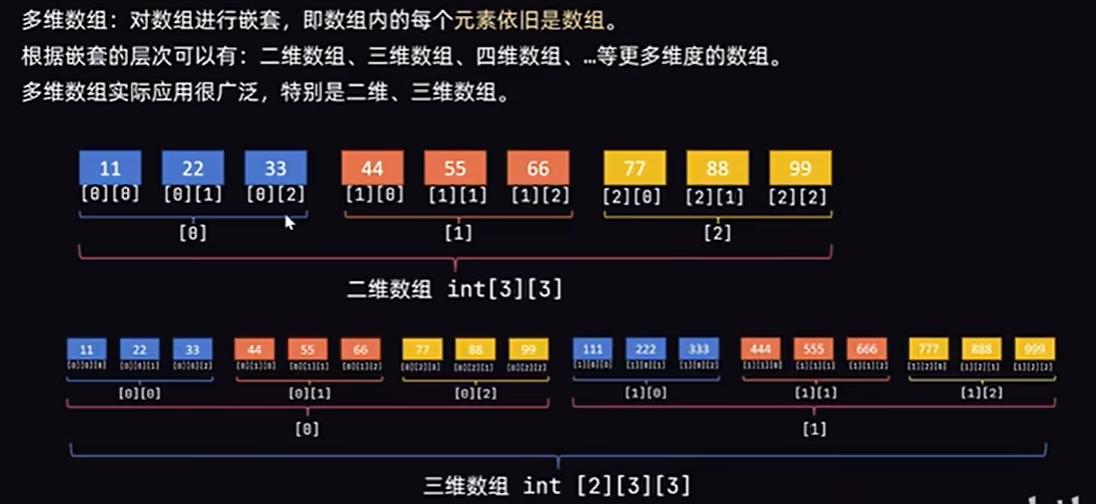 多维数组：对数组进行嵌套，即数组内的每个元素依旧是数组。
根据嵌套的层次可以有：二维数组、三维数组、四维数组、…等更多维度的数组。
多维数组实际应用很广泛，特别是二维、三维数组。
11 22 33 44 55 66 77 88 99
[0][0] [0][1] [0][2] [1][0] [1][1] [1][2] [2][0] [2][1] [2][2]
[0] [1] [2]
二维数组 int[3][3]
11 22 33 44 55 66 77 88 99 111 222 333 444 555 666 777 888 999
[0][0][0] [0][0][1] [0][0][2] [0][1][0] [0][1][1] [0][1][2] [0][2][0] [0][2][1] [0][2][2] [1][0][0] [1][0][1] [1][0][2] [1][1][0] [1][1][1] [1][1][2] [1][2][0] [1][2][1] [1][2][2]
[0][0] [0][1] [0][2] [1][0] [1][1] [1][2]
[0] [1]
三维数组 int [2][3][3]